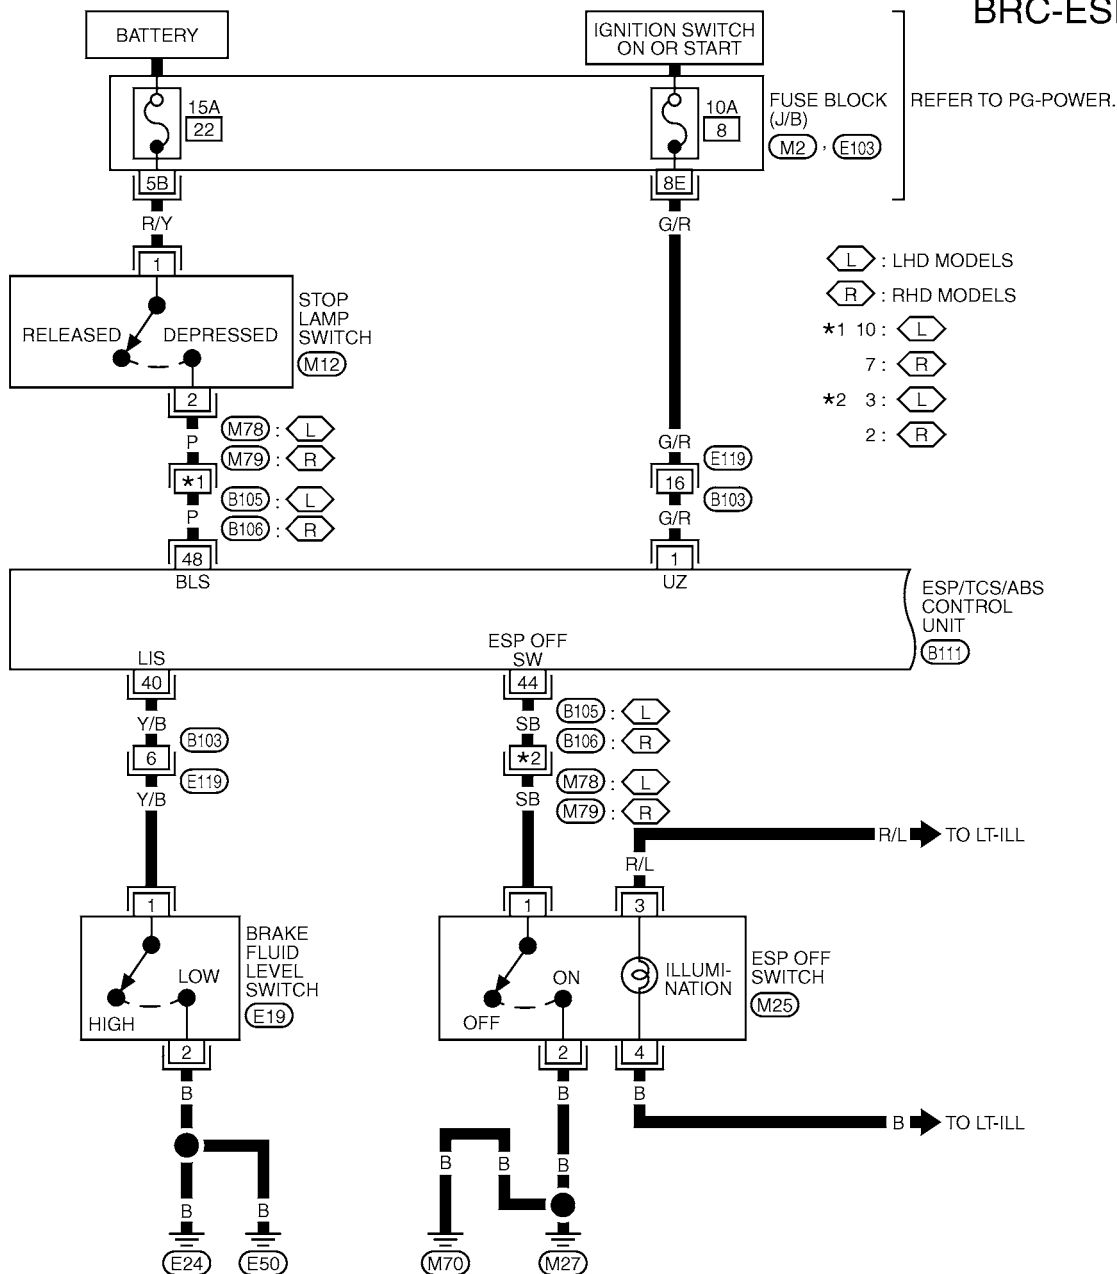 BRC-ES
BATTERY
IGNITION SWITCH
ON OR START
15A
22
10A
8
FUSE BLOCK
(J/B)
M2 , E103
REFER TO PG-POWER.
5B
8E
R/Y
G/R
1
L : LHD MODELS
R : RHD MODELS
*1 10 : L
7 : R
*2 3 : L
2 : R
RELEASED
DEPRESSED
STOP
LAMP
SWITCH
M12
2
P
M78 : L
M79 : R
*1
B105 : L
B106 : R
P
48
BLS
G/R
E119
16
B103
G/R
1
UZ
ESP/TCS/ABS
CONTROL
UNIT
B111
LIS
40
ESP OFF
SW
44
Y/B
B103
6
E119
Y/B
SB
B105 : L
B106 : R
*2
M78 : L
M79 : R
SB
R/L
TO LT-ILL
R/L
1
HIGH
LOW
BRAKE
FLUID
LEVEL
SWITCH
E19
2
1
3
OFF
ON
ILLUMI-
NATION
ESP OFF
SWITCH
M25
2
4
B
B
B
B
TO LT-ILL
B
B
B
B
B
E24
E50
M70
M27